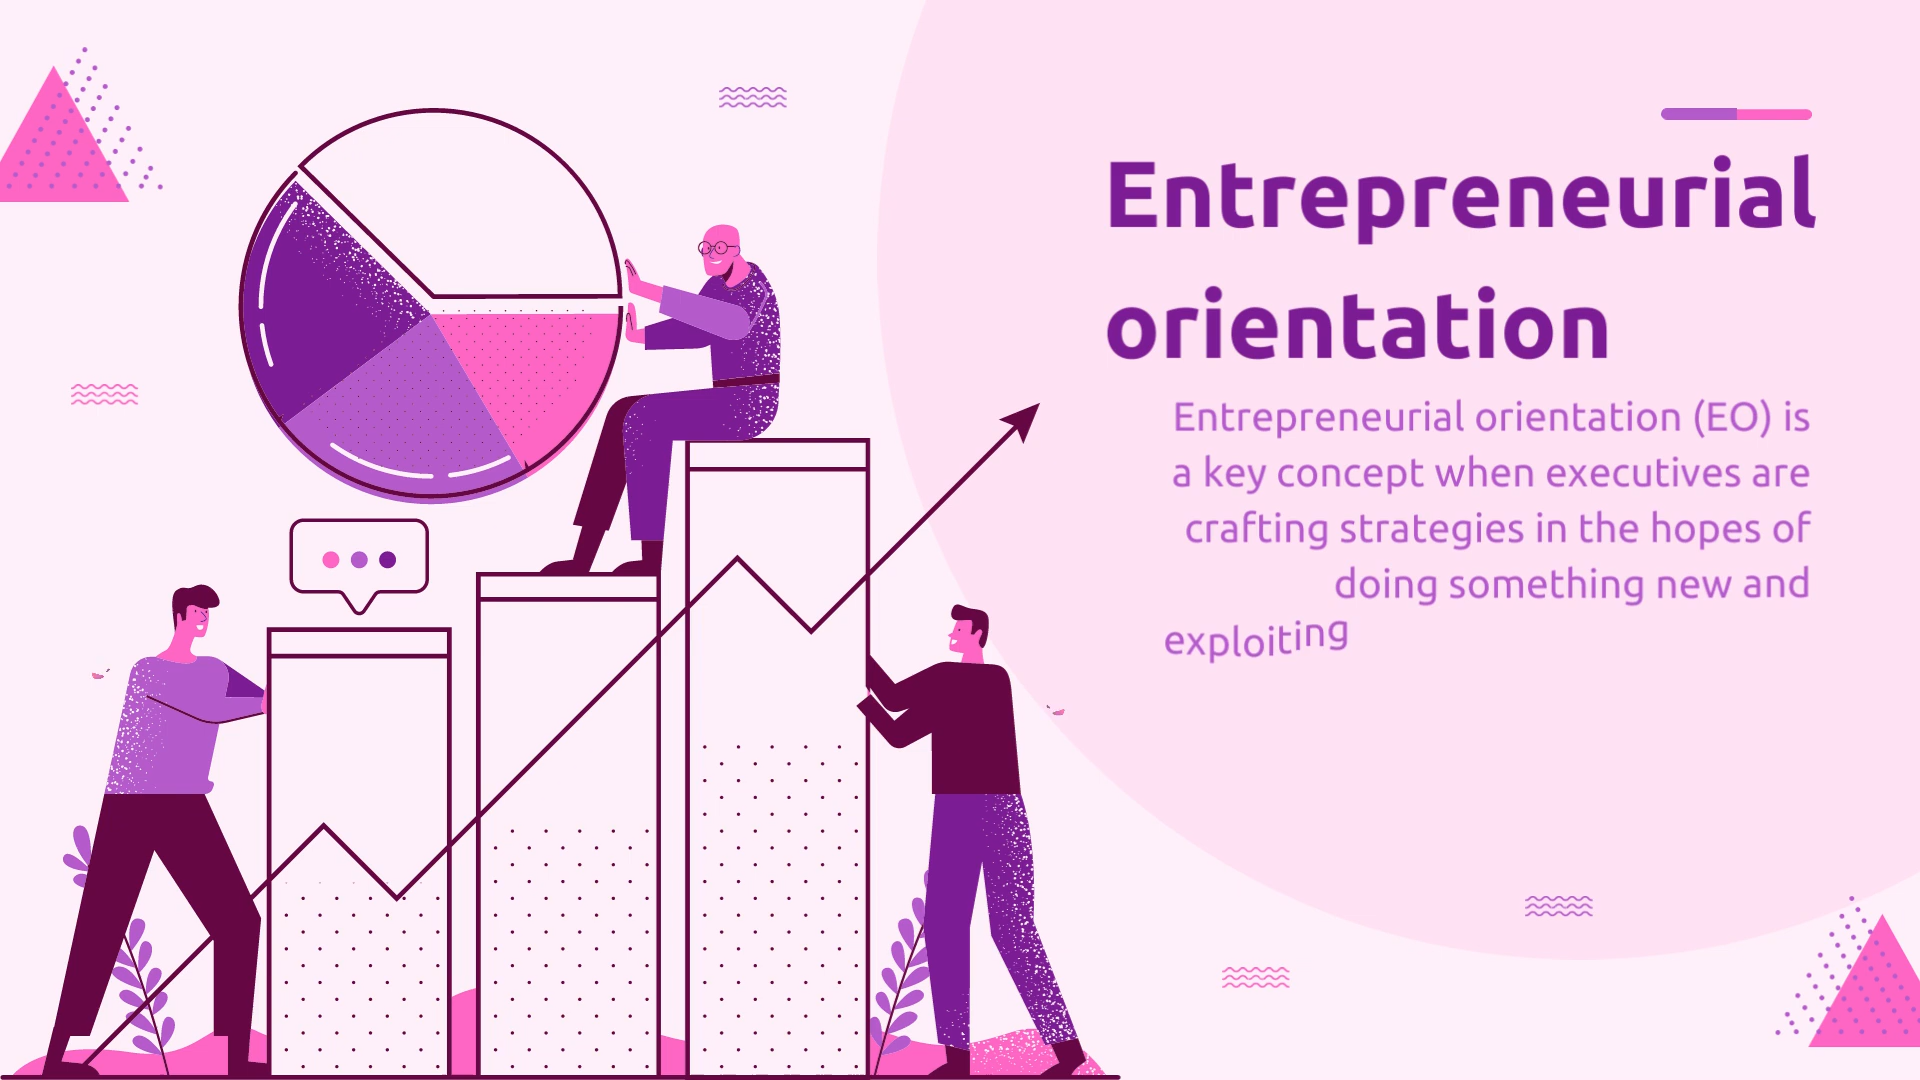 Entrepreneurial
orientation
Entrepreneurial orientation (EO) is
a key concept when executives are
crafting strategies in the hopes of
doing something new and
exploiting